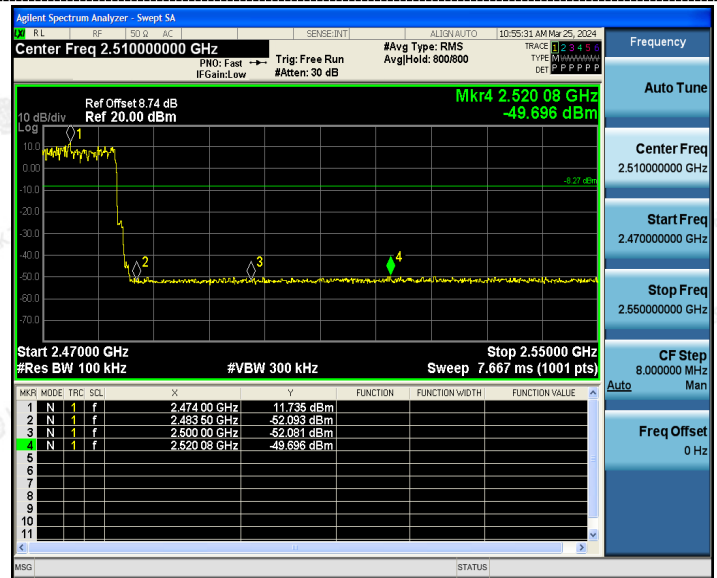 Agilent Spectrum Analyzer - Swept SA
LXI RL RF 50 Ω AC SENSE:INT ALIGN AUTO 10:55:31 AM Mar 25, 2024
Center Freq 2.510000000 GHz
PNO: Fast
IFGain:Low
Trig: Free Run
#Atten: 30 dB
#Avg Type: RMS
Avg|Hold: 800/800
TRACE 1 2 3 4 5 6
TYPE M
DET P P P P P P
Mkr4 2.520 08 GHz
-49.696 dBm
Ref Offset 8.74 dB
10 dB/div Ref 20.00 dBm
Log
10.0
0.00
-10.0
-20.0
-30.0
-40.0
-50.0
-60.0
-70.0
1
2
3
4
-8.27 dBm
Start 2.47000 GHz Stop 2.55000 GHz
#Res BW 100 kHz #VBW 300 kHz Sweep 7.667 ms (1001 pts)
MKR MODE TRC SCL X Y FUNCTION FUNCTION WIDTH FUNCTION VALUE
1 N 1 f 2.474 00 GHz 11.735 dBm
2 N 1 f 2.483 50 GHz -52.093 dBm
3 N 1 f 2.500 00 GHz -52.081 dBm
4 N 1 f 2.520 08 GHz -49.696 dBm
5
6
7
8
9
10
11
MSG STATUS
Frequency
Auto Tune
Center Freq
2.510000000 GHz
Start Freq
2.470000000 GHz
Stop Freq
2.550000000 GHz
CF Step
8.000000 MHz
Auto Man
Freq Offset
0 Hz